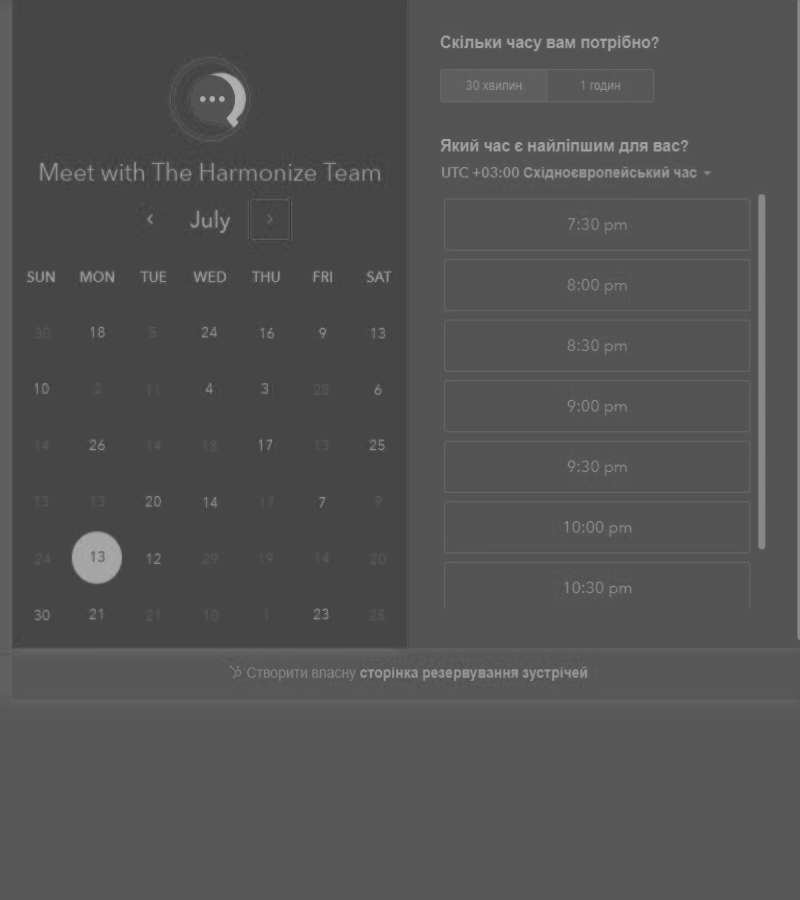 Meet with The Harmonize Team
July
SUN MON TUE WED THU FRI SAT
30 18 5 24 16 9 13
10 2 11 4 3 28 6
14 26 14 18 17 13 25
13 13 20 14 17 7 9
24 13 12 29 19 14 20
30 21 21 10 1 23 25
Скільки часу вам потрібно?
30 хвилин 1 годин
Який час є найліпшим для вас?
UTC +03:00 Східноєвропейський час
7:30 pm
8:00 pm
8:30 pm
9:00 pm
9:30 pm
10:00 pm
10:30 pm
Створити власну сторінка резервування зустрічей